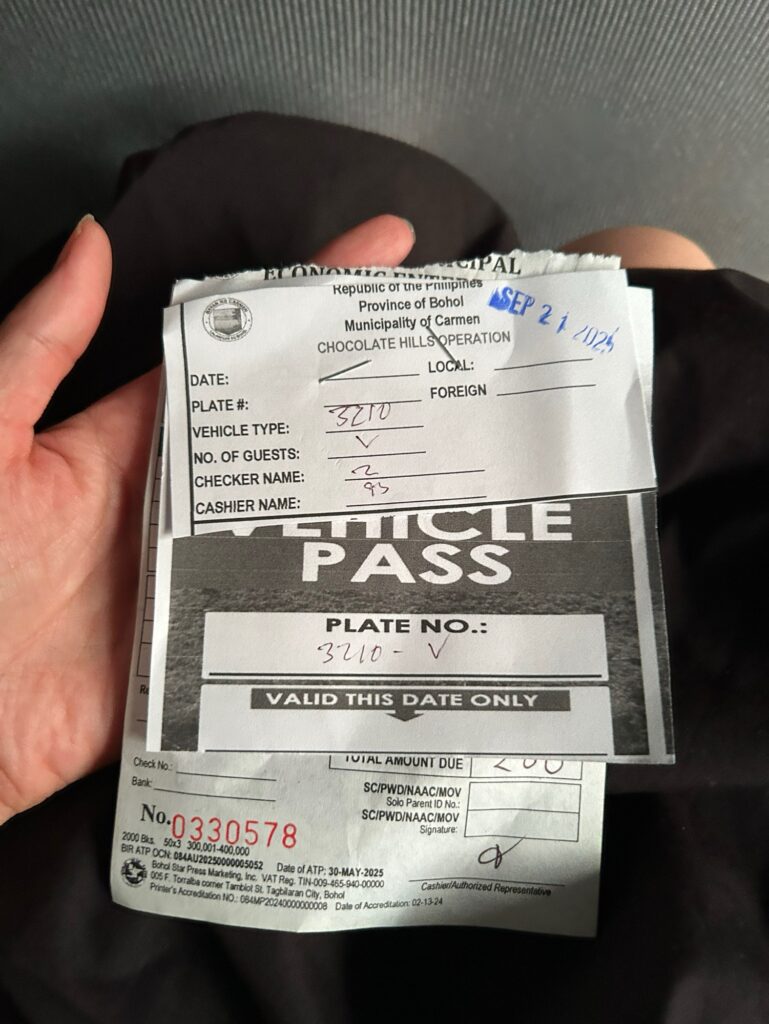 ECONOMIC
Republic of the Philipines
Province of Bohol
Municipality of Carmen
SEP 21 2025
CHOCOLATE HILLS OPERATION
DATE: LOCAL:
PLATE #: FOREIGN
3210
VEHICLE TYPE: V
NO. OF GUESTS:
CHECKER NAME: 2
93
CASHIER NAME:
VEHICLE
PASS
PLATE NO.:
3210 - V
VALID THIS DATE ONLY
TOTAL AMOUNT DUE 200
Check No.:
Bank:
SC/PWD/NAAC/MOV
Solo Parent ID No.:
SC/PWD/NAAC/MOV
Signature:
No. 0330578
2000 Bks. 50x3 300,001-400,000
BIR ATP OCN: 084AU20250000005052 Date of ATP: 30-MAY-2025
Bohol Star Press Marketing, Inc. VAT Reg. TIN-009-465-940-00000
005 F. Torralba corner Tambiol St. Tagbilaran City, Bohol
Printer's Accreditation NO.: 084MP20240000000008 Date of Accreditation: 02-13-24
Cashier/Authorized Representative